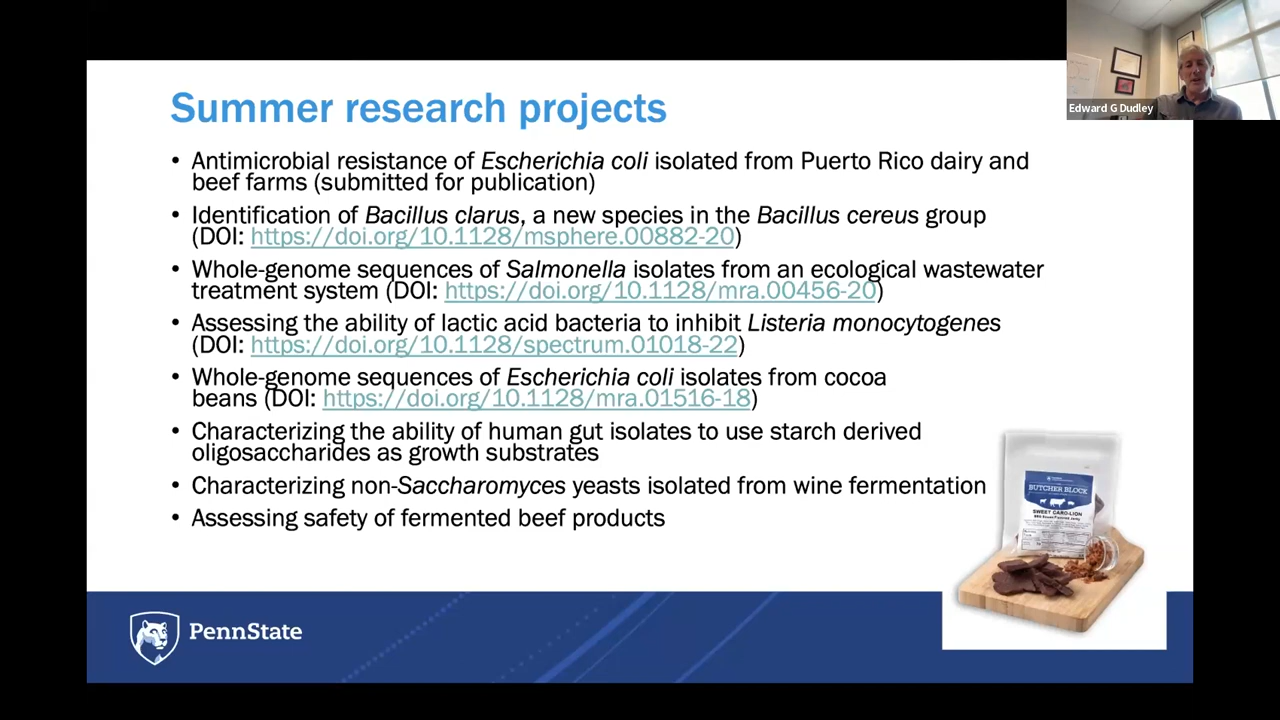 Edward G Dudley
Summer research projects
• Antimicrobial resistance of Escherichia coli isolated from Puerto Rico dairy and
beef farms (submitted for publication)
• Identification of Bacillus clarus, a new species in the Bacillus cereus group
(DOI: https://doi.org/10.1128/msphere.00882-20)
• Whole-genome sequences of Salmonella isolates from an ecological wastewater
treatment system (DOI: https://doi.org/10.1128/mra.00456-20)
• Assessing the ability of lactic acid bacteria to inhibit Listeria monocytogenes
(DOI: https://doi.org/10.1128/spectrum.01018-22)
• Whole-genome sequences of Escherichia coli isolates from cocoa
beans (DOI: https://doi.org/10.1128/mra.01516-18)
• Characterizing the ability of human gut isolates to use starch derived
oligosaccharides as growth substrates
• Characterizing non-Saccharomyces yeasts isolated from wine fermentation
• Assessing safety of fermented beef products
BUTCHER BLOCK
SWEET CARO-LION
PennState